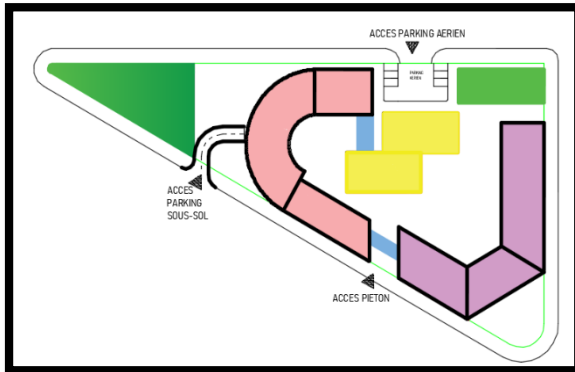 ACCES PARKING AERIEN
PARKING
AERIEN
ACCES
PARKING
SOUS-SOL
ACCES PIETON